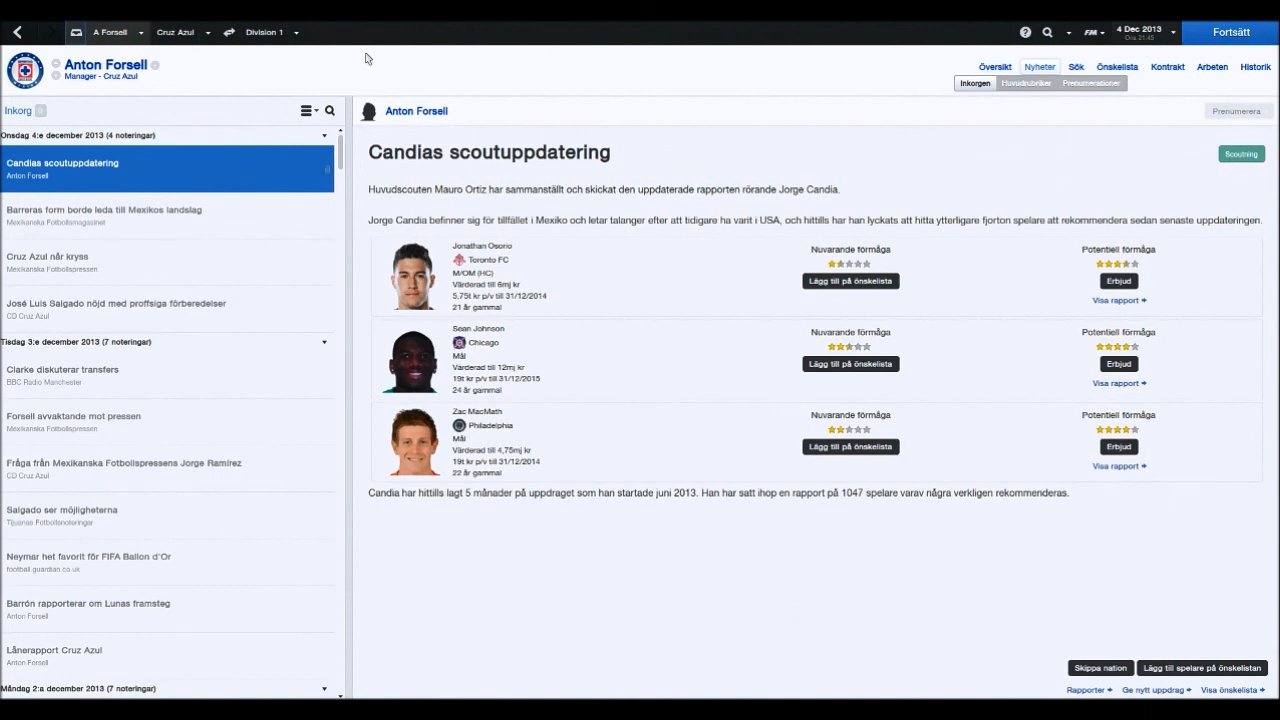 A Forsell
Cruz Azul
Division 1
FM
4 Dec 2013
Ons 21:45
Fortsätt
Anton Forsell
Manager - Cruz Azul
Översikt
Nyheter
Sök
Önskelista
Kontrakt
Arbeten
Historik
Inkorgen
Huvudrubriker
Prenumerationer
Inkorg
Anton Forsell
Prenumerera
Onsdag 4:e december 2013 (4 noteringar)
Candias scoutuppdatering
Anton Forsell
Barreras form borde leda till Mexikos landslag
Mexikanska Fotbollsmagasinet
Cruz Azul når kryss
Mexikanska Fotbollspressen
José Luis Salgado nöjd med proffsiga förberedelser
CD Cruz Azul
Tisdag 3:e december 2013 (7 noteringar)
Clarke diskuterar transfers
BBC Radio Manchester
Forsell avvaktande mot pressen
Mexikanska Fotbollspressen
Fråga från Mexikanska Fotbollspressens Jorge Ramírez
CD Cruz Azul
Salgado ser möjligheterna
Tijuanas Fotbollsnoteringar
Neymar het favorit för FIFA Ballon d'Or
football.guardian.co.uk
Barrón rapporterar om Lunas framsteg
Anton Forsell
Lånerapport Cruz Azul
Anton Forsell
Måndag 2:a december 2013 (7 noteringar)
Candias scoutuppdatering
Scoutning
Huvudscouten Mauro Ortiz har sammanställt och skickat den uppdaterade rapporten rörande Jorge Candia.
Jorge Candia befinner sig för tillfället i Mexiko och letar talanger efter att tidigare ha varit i USA, och hittills har han lyckats att hitta ytterligare fjorton spelare att rekommendera sedan senaste uppdateringen.
Jonathan Osorio
Toronto FC
M/OM (HC)
Värderad till 6mj kr
5,75t kr p/v till 31/12/2014
21 år gammal
Nuvarande förmåga
Lägg till på önskelista
Potentiell förmåga
Erbjud
Visa rapport
Sean Johnson
Chicago
Mål
Värderad till 12mj kr
19t kr p/v till 31/12/2015
24 år gammal
Nuvarande förmåga
Lägg till på önskelista
Potentiell förmåga
Erbjud
Visa rapport
Zac MacMath
Philadelphia
Mål
Värderad till 4,75mj kr
19t kr p/v till 31/12/2014
22 år gammal
Nuvarande förmåga
Lägg till på önskelista
Potentiell förmåga
Erbjud
Visa rapport
Candia har hittills lagt 5 månader på uppdraget som han startade juni 2013. Han har satt ihop en rapport på 1047 spelare varav några verkligen rekommenderas.
Skippa nation
Lägg till spelare på önskelistan
Rapporter
Ge nytt uppdrag
Visa önskelista